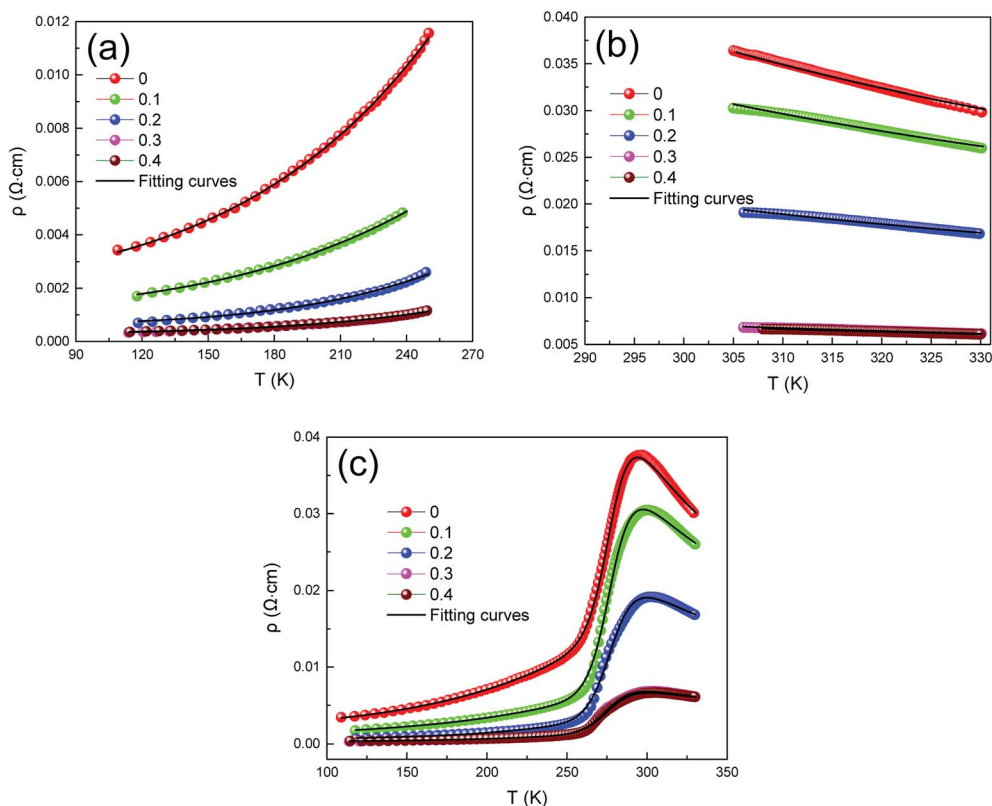 (a)
0
0.1
0.2
0.3
0.4
Fitting curves
ρ (Ω·cm)
0.012
0.010
0.008
0.006
0.004
0.002
0.000
90 120 150 180 210 240 270
T (K)
(b)
0
0.1
0.2
0.3
0.4
Fitting curves
ρ (Ω·cm)
0.040
0.035
0.030
0.025
0.020
0.015
0.010
0.005
290 295 300 305 310 315 320 325 330
T (K)
(c)
0
0.1
0.2
0.3
0.4
Fitting curves
ρ (Ω·cm)
0.04
0.03
0.02
0.01
0.00
100 150 200 250 300 350
T (K)